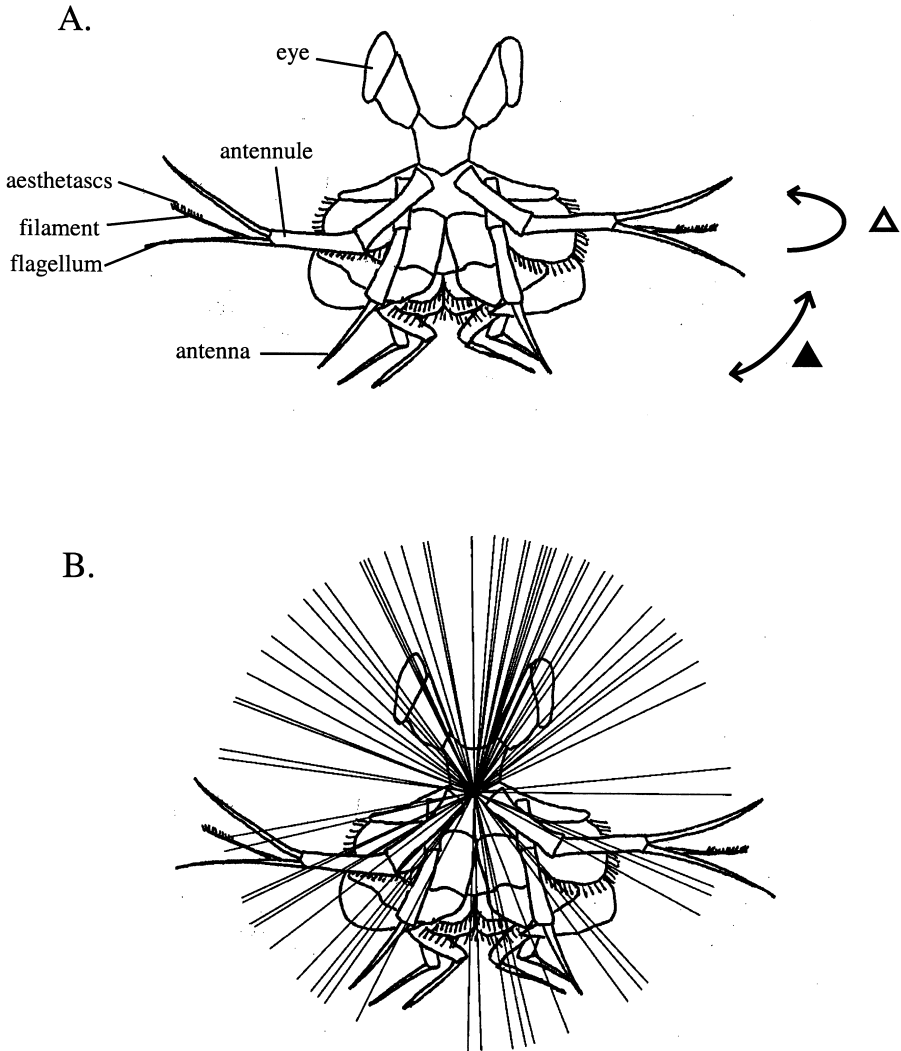 A.
eye
antennule
aesthetascs
filament
flagellum
antenna
B.